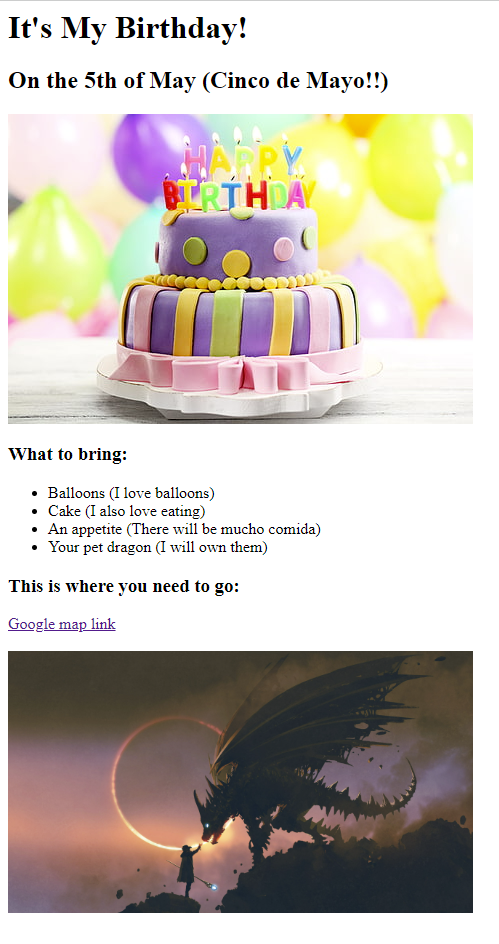 It's My Birthday!
On the 5th of May (Cinco de Mayo!!)
HAPPY
BIRTHDAY
What to bring:
Balloons (I love balloons)
Cake (I also love eating)
An appetite (There will be mucho comida)
Your pet dragon (I will own them)
This is where you need to go:
Google map link